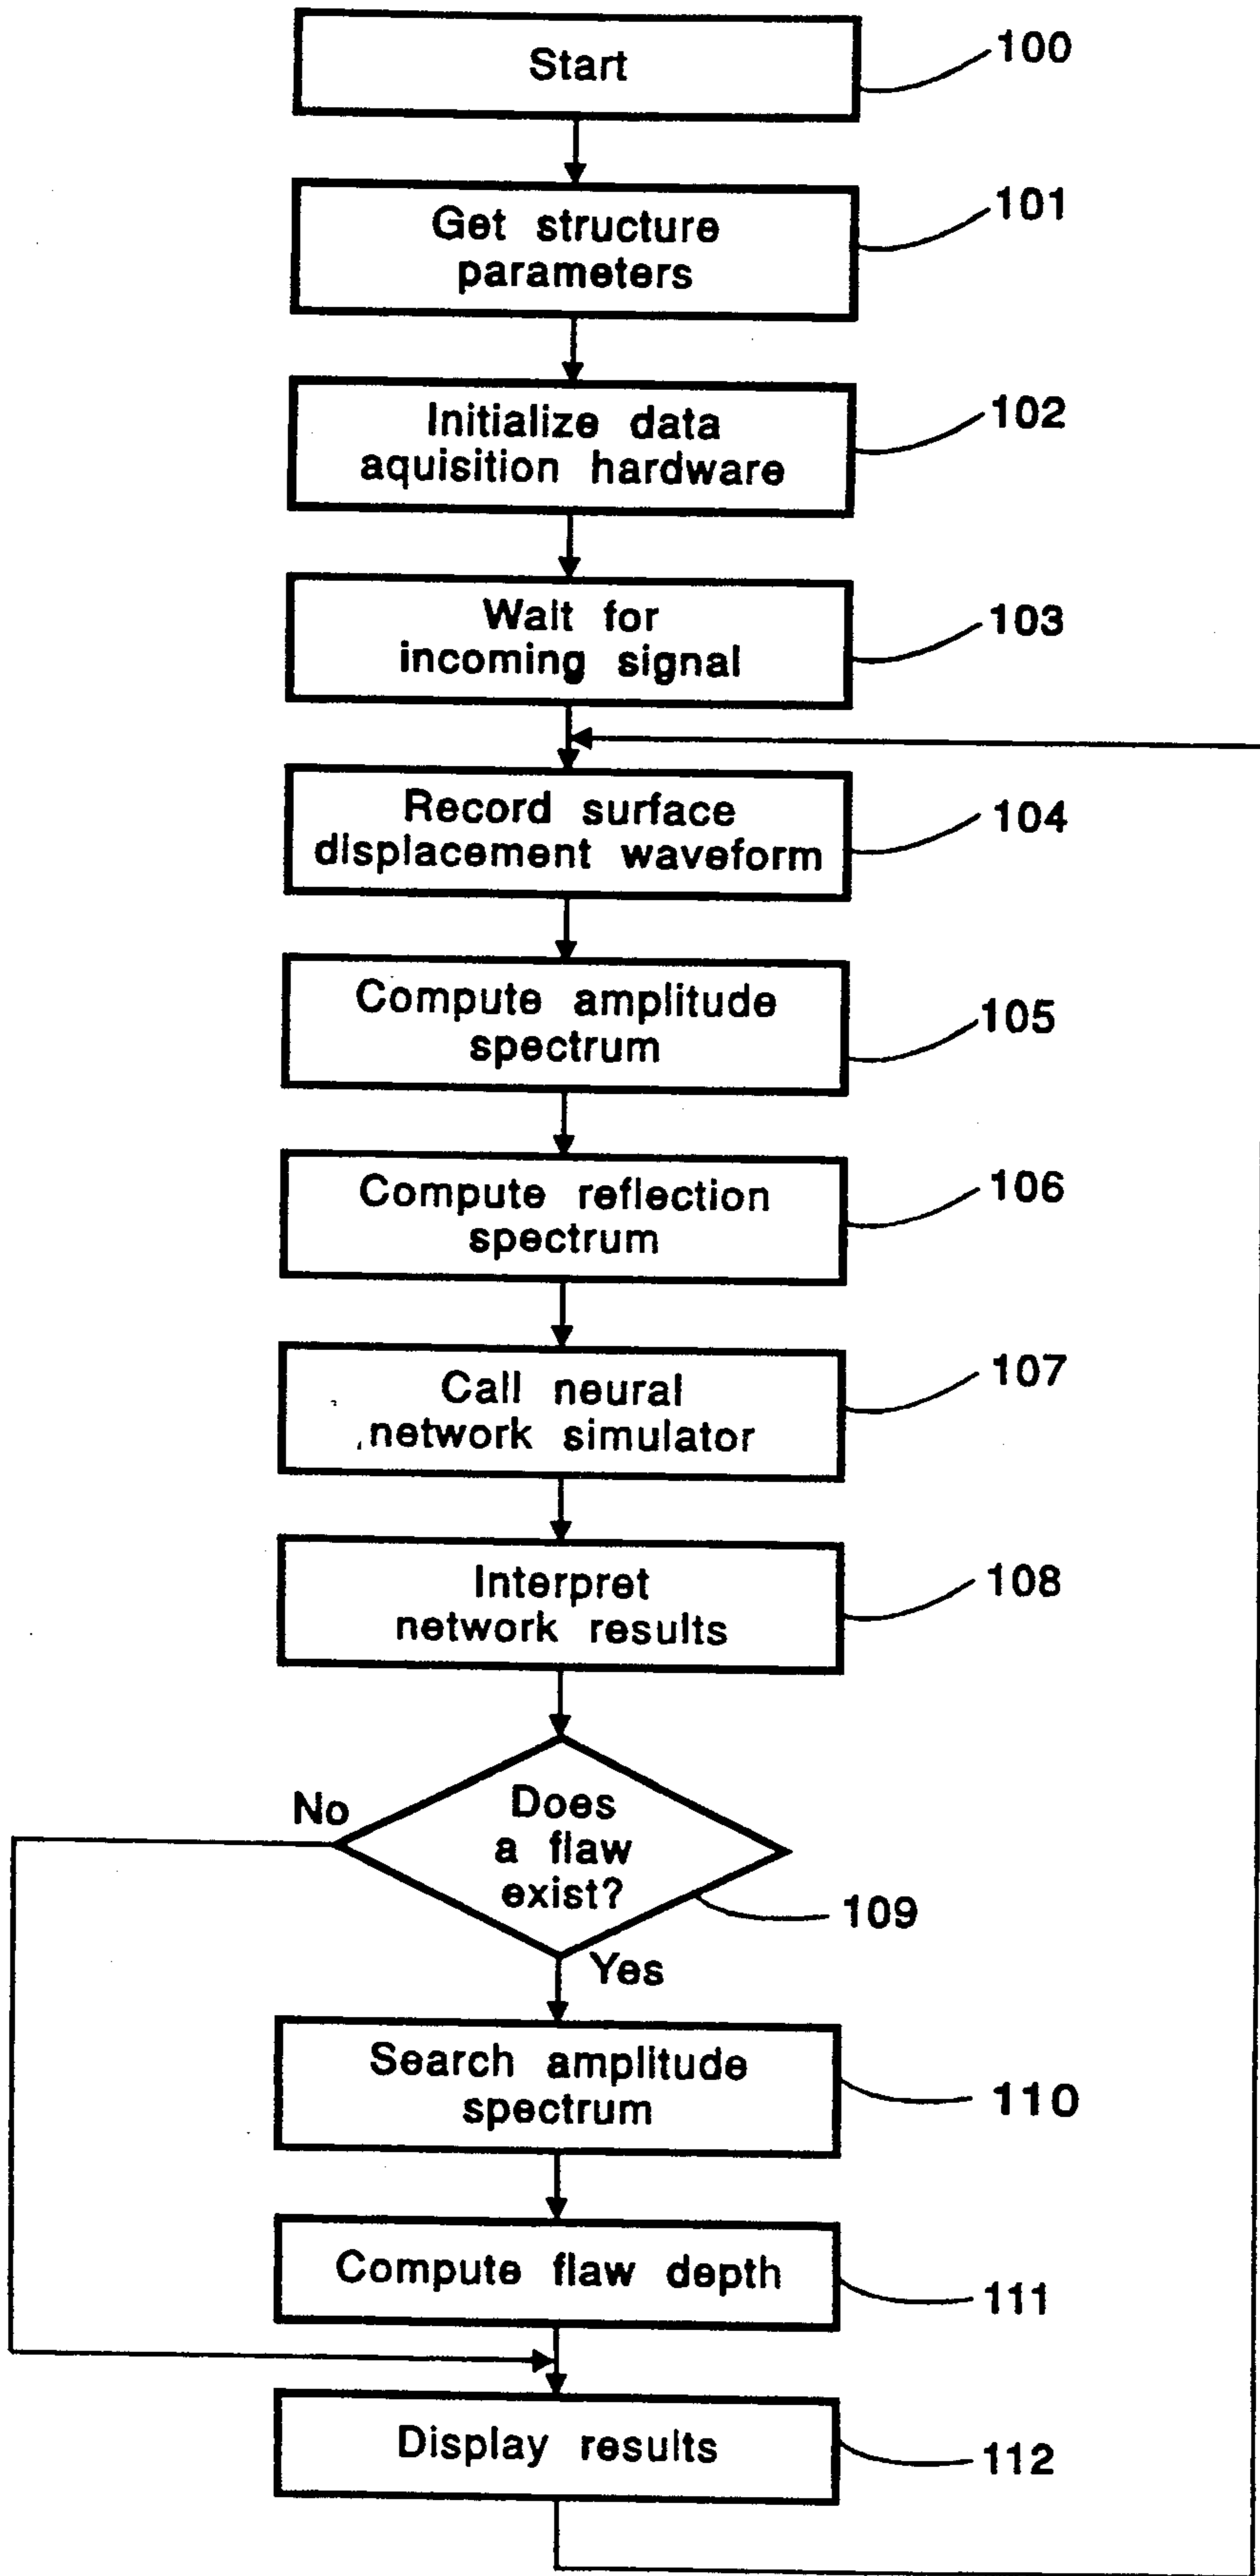 Start
100
Get structure
parameters
101
Initialize data
aquisition hardware
102
Wait for
incoming signal
103
Record surface
displacement waveform
104
Compute amplitude
spectrum
105
Compute reflection
spectrum
106
Call neural
network simulator
107
Interpret
network results
108
No
Does
a flaw
exist?
109
Yes
Search amplitude
spectrum
110
Compute flaw depth
111
Display results
112